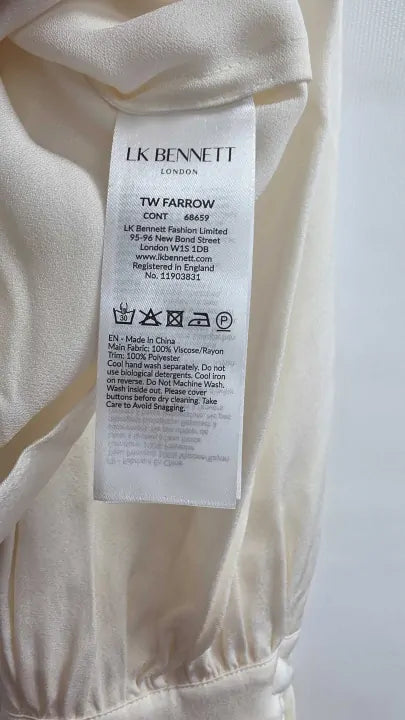 LK BENNETT
LONDON
TW FARROW
CONT 68659
LK Bennett Fashion Limited
95-96 New Bond Street
London W1S 1DB
www.lkbennett.com
Registered in England
No. 11903831
30 P
EN - Made in China
Main Fabric: 100% Viscose/Rayon
Trim: 100% Polyester
Cool hand wash separately. Do not
use biological detergents. Cool iron
on reverse. Do Not Machine Wash.
Wash inside out. Please cover
buttons before dry cleaning. Take
Care to Avoid Snagging.